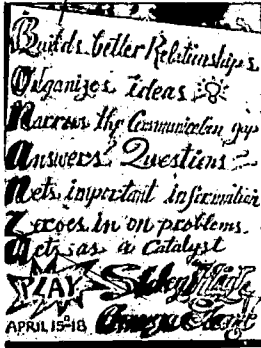 Builds better Relationships
Organizes ideas
Narrows the Communication gap
Answers Questions
Nets important information
Zeroes in on problems
Acts as a Catalyst
PLAY
APRIL 15-18